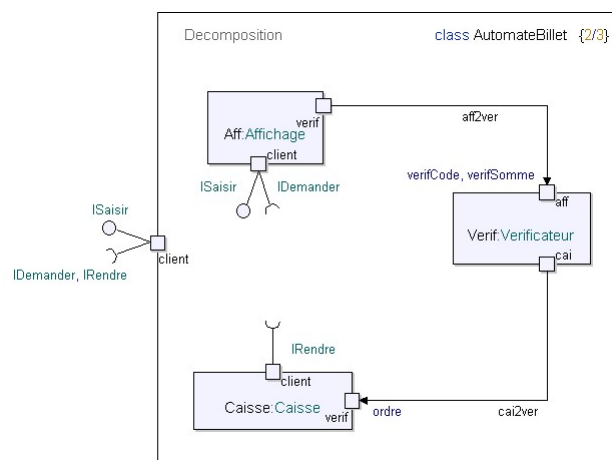 Decomposition
class AutomateBillet {2/3}
verif
Aff:Affichage
client
aff2ver
ISaisir
IDemander
verifCode, verifSomme
aff
Verif:Verificateur
cai
ISaisir
client
IDemander, IRendre
IRendre
client
Caisse:Caisse
verif
ordre
cai2ver